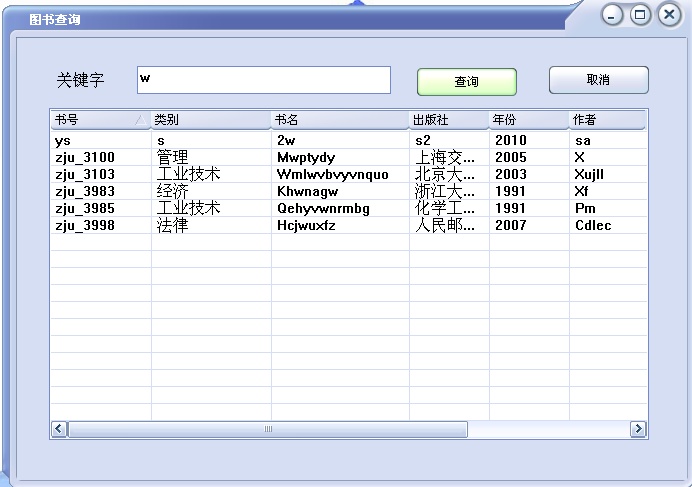 图书查询
关键字 w 查询 取消
书号 类别 书名 出版社 年份 作者
ys s 2w s2 2010 sa
zju_3100 管理 Mwptydy 上海交... 2005 X
zju_3103 工业技术 Wmlwvbvyvnquo 北京大... 2003 Xujll
zju_3983 经济 Khwnagw 浙江大... 1991 Xf
zju_3985 工业技术 Qehyvwnrmbg 化学工... 1991 Pm
zju_3998 法律 Hcjwuxfz 人民邮... 2007 Cdlec